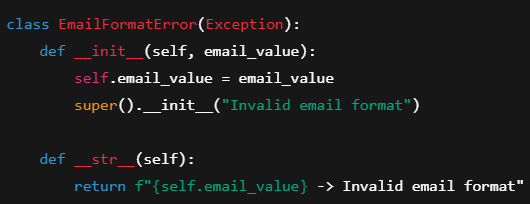 class EmailFormatError(Exception):
    def __init__(self, email_value):
        self.email_value = email_value
        super().__init__("Invalid email format")

    def __str__(self):
        return f"{self.email_value} -> Invalid email format"